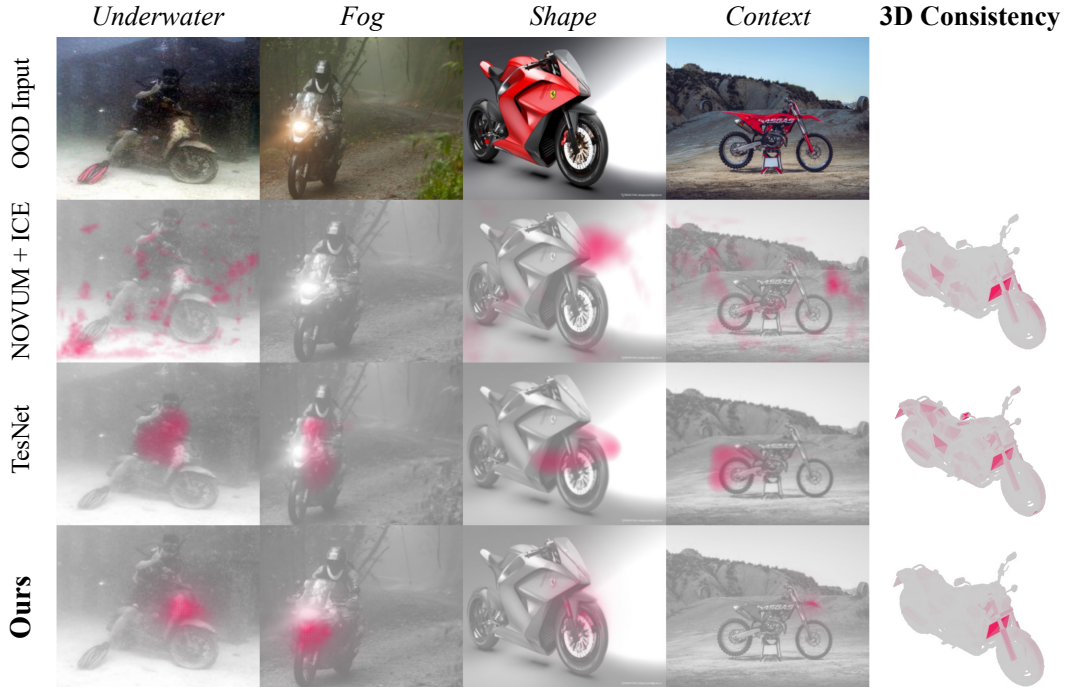 Underwater
Fog
Shape
Context
3D Consistency
OOD Input
NOVUM + ICE
TesNet
Ours